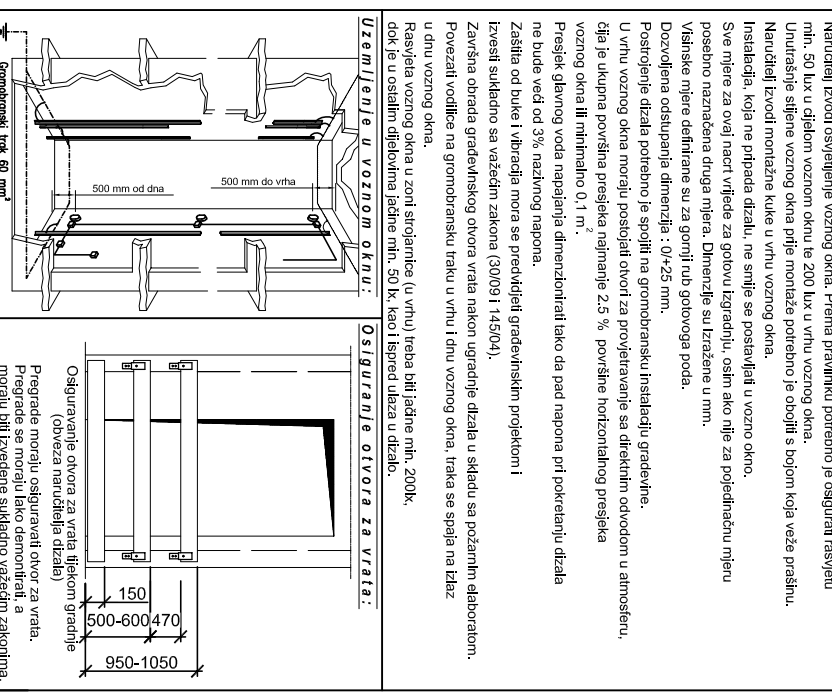 Naručitelj izvodi osvjetljenje voznog okna. Prema pravilniku potrebno je osigurati rasvjetu
min. 50 lux u cijelom voznom oknu te 200 lux u vrhu voznog okna.
Unutrašnje stijene voznog okna prije montaže potrebno je obojiti s bojom koja veže prašinu.
Naručitelj izvodi montažne kuke u vrhu voznog okna.
Instalacija, koja ne pripada dizalu, ne smije se postavljati u vozno okno.
Sve mjere za ovaj nacrt vrijede za gotovu izgradnju, osim ako nije za pojedinačnu mjeru
posebno naznačena druga mjera. Dimenzije su izražene u mm.
Visinske mjere definirane su za gornji rub gotovoga poda.
Dozvoljena odstupanja dimenzija : 0/+25 mm.
Postrojenje dizala potrebno je spojiti na gromobransku instalaciju građevine.
U vrhu voznog okna moraju postojati otvori za provjetravanje sa direktnim odvodom u atmosferu,
čija je ukupna površina presjeka najmanje 2.5 % površine horizontalnog presjeka
voznog okna ili minimalno 0,1 m².
Presjek glavnog voda napajanja dimenzionirati tako da pad napona pri pokretanju dizala
ne bude veći od 3% nazivnog napona.
Zaštita od buke i vibracija mora se predvidjeti građevinskim projektom i
izvesti sukladno sa važećim zakona (30/09 i 145/04).
Završna obrada građevinskog otvora vrata nakon ugradnje dizala u skladu sa požarnim elaboratom.
Povezati vodilice na gromobransku traku u vrhu i dnu voznog okna, traka se spaja na izlaz
u dnu voznog okna.
Rasvjeta voznog okna u zoni strojarnice (u vrhu) treba biti jačine min. 200lx,
dok je u ostalim dijelovima jačine min. 50 lx, kao i ispred ulaza u dizalo.
Uzemljenje u voznom oknu:
500 mm od dna
500 mm do vrha
Gromobranski trak 60 mm²
Osiguranje otvora za vrata:
150
500-600
470
950-1050
Osiguravanje otvora za vrata tijekom gradnje
(obveza naručitelja dizala)
Pregrade moraju osiguravati otvor za vrata.
Pregrade se moraju lako demontirati, a
moraju biti izvedene sukladno važećim zakonima.